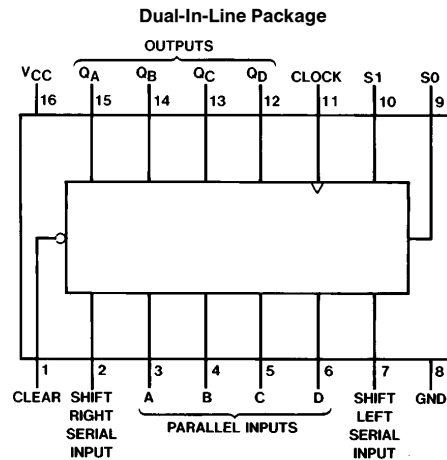 Dual-In-Line Package
OUTPUTS
VCC QA QB QC QD CLOCK S1 S0
16 15 14 13 12 11 10 9
1 2 3 4 5 6 7 8
CLEAR SHIFT RIGHT SERIAL INPUT A B C D SHIFT LEFT SERIAL INPUT GND
PARALLEL INPUTS